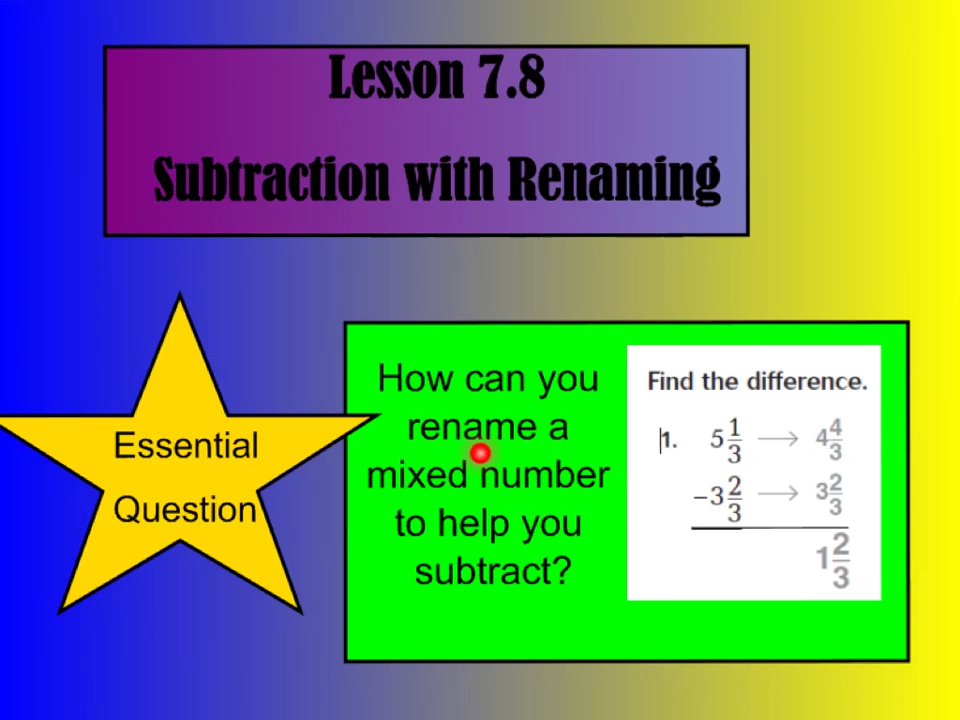 Lesson 7.8
Subtraction with Renaming
Essential
Question
How can you
rename a
mixed number
to help you
subtract?
Find the difference.
1. 5 1/3 → 4 4/3
−3 2/3 → 3 2/3
1 2/3